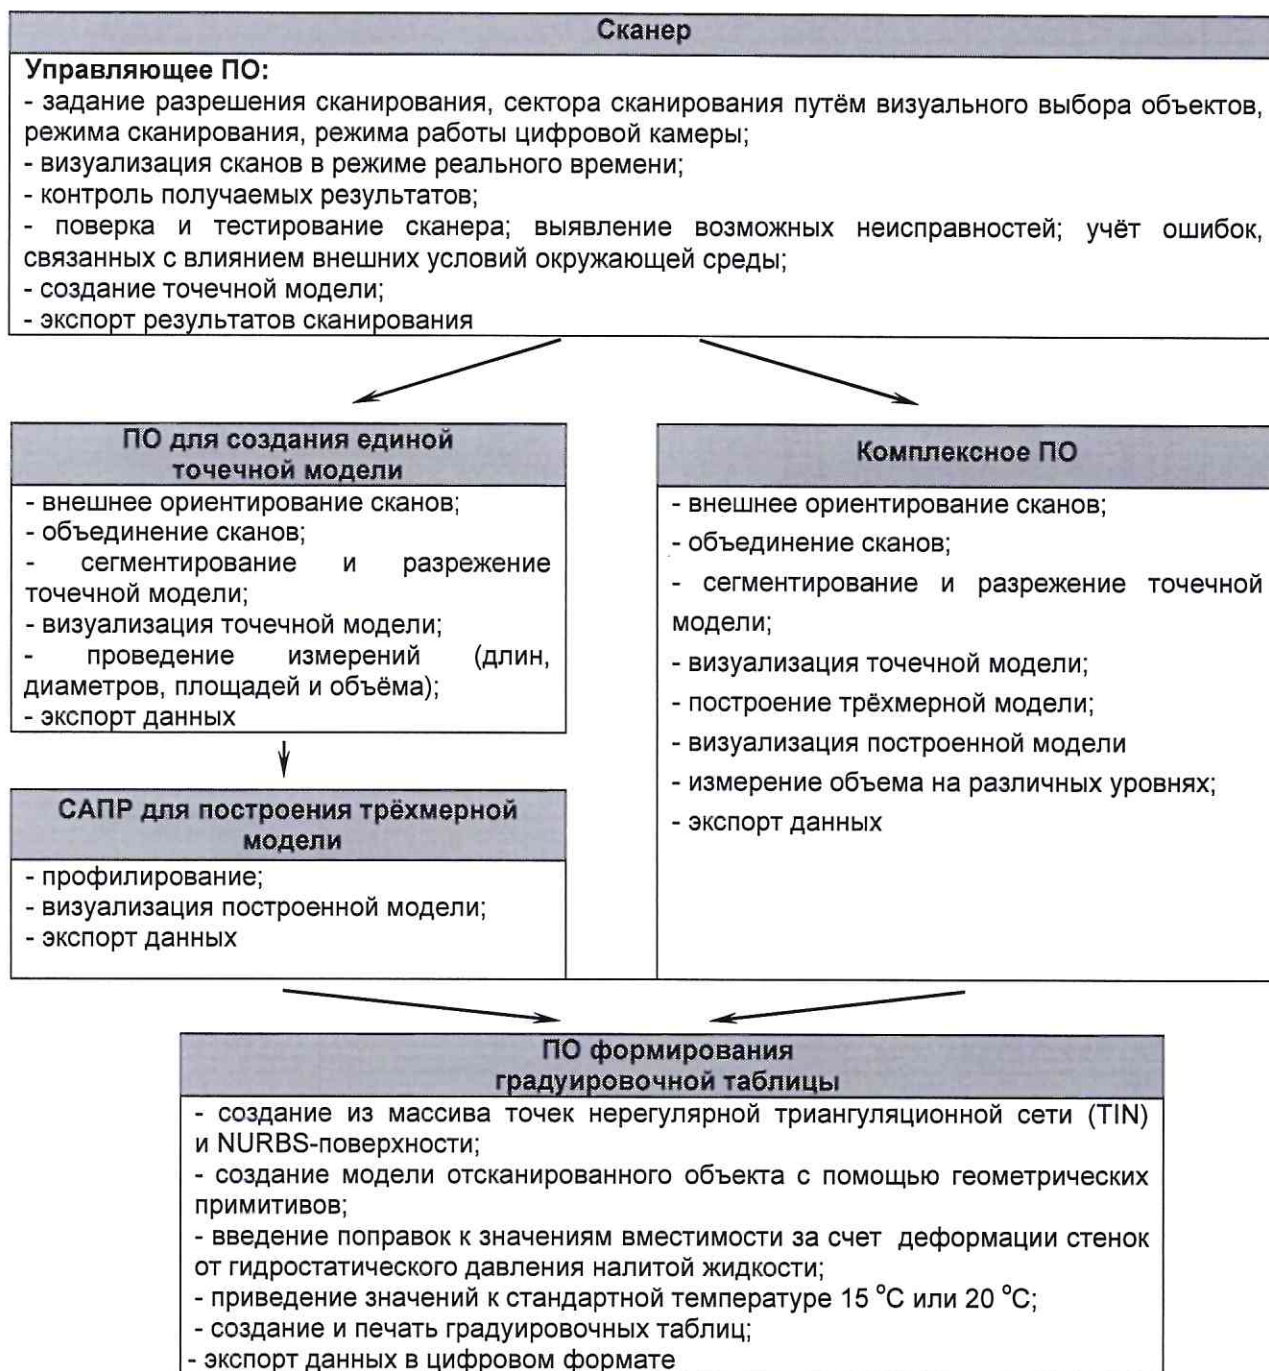 Сканер
Управляющее ПО:
- задание разрешения сканирования, сектора сканирования путём визуального выбора объектов,
режима сканирования, режима работы цифровой камеры;
- визуализация сканов в режиме реального времени;
- контроль получаемых результатов;
- поверка и тестирование сканера; выявление возможных неисправностей; учёт ошибок,
связанных с влиянием внешних условий окружающей среды;
- создание точечной модели;
- экспорт результатов сканирования
ПО для создания единой
точечной модели
- внешнее ориентирование сканов;
- объединение сканов;
- сегментирование и разрежение
точечной модели;
- визуализация точечной модели;
- проведение измерений (длин,
диаметров, площадей и объёма);
- экспорт данных
САПР для построения трёхмерной
модели
- профилирование;
- визуализация построенной модели;
- экспорт данных
Комплексное ПО
- внешнее ориентирование сканов;
- объединение сканов;
- сегментирование и разрежение точечной
модели;
- визуализация точечной модели;
- построение трёхмерной модели;
- визуализация построенной модели
- измерение объема на различных уровнях;
- экспорт данных
ПО формирования
градуировочной таблицы
- создание из массива точек нерегулярной триангуляционной сети (TIN)
и NURBS-поверхности;
- создание модели отсканированного объекта с помощью геометрических
примитивов;
- введение поправок к значениям вместимости за счет деформации стенок
от гидростатического давления налитой жидкости;
- приведение значений к стандартной температуре 15 °С или 20 °С;
- создание и печать градуировочных таблиц;
- экспорт данных в цифровом формате